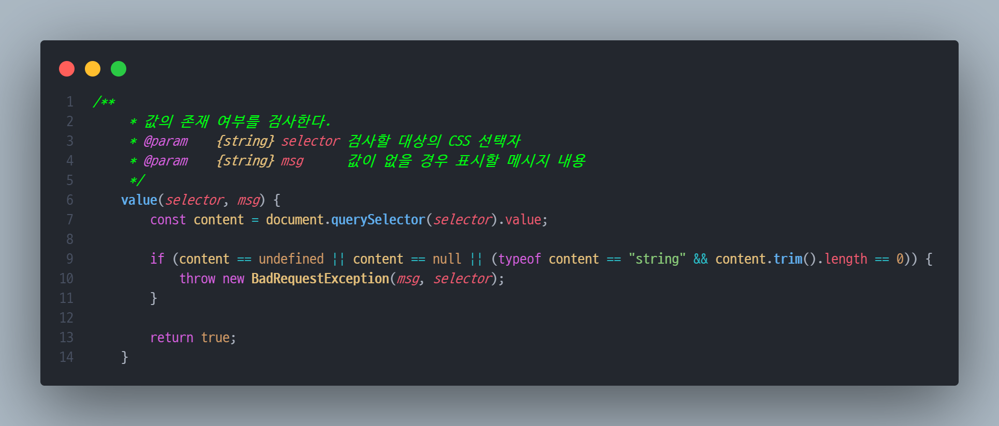 1 /**
2      * 값의 존재 여부를 검사한다.
3      * @param    {string} selector 검사할 대상의 CSS 선택자
4      * @param    {string} msg      값이 없을 경우 표시할 메시지 내용
5      */
6     value(selector, msg) {
7         const content = document.querySelector(selector).value;
8
9         if (content == undefined || content == null || (typeof content == "string" && content.trim().length == 0)) {
10             throw new BadRequestException(msg, selector);
11         }
12
13         return true;
14     }